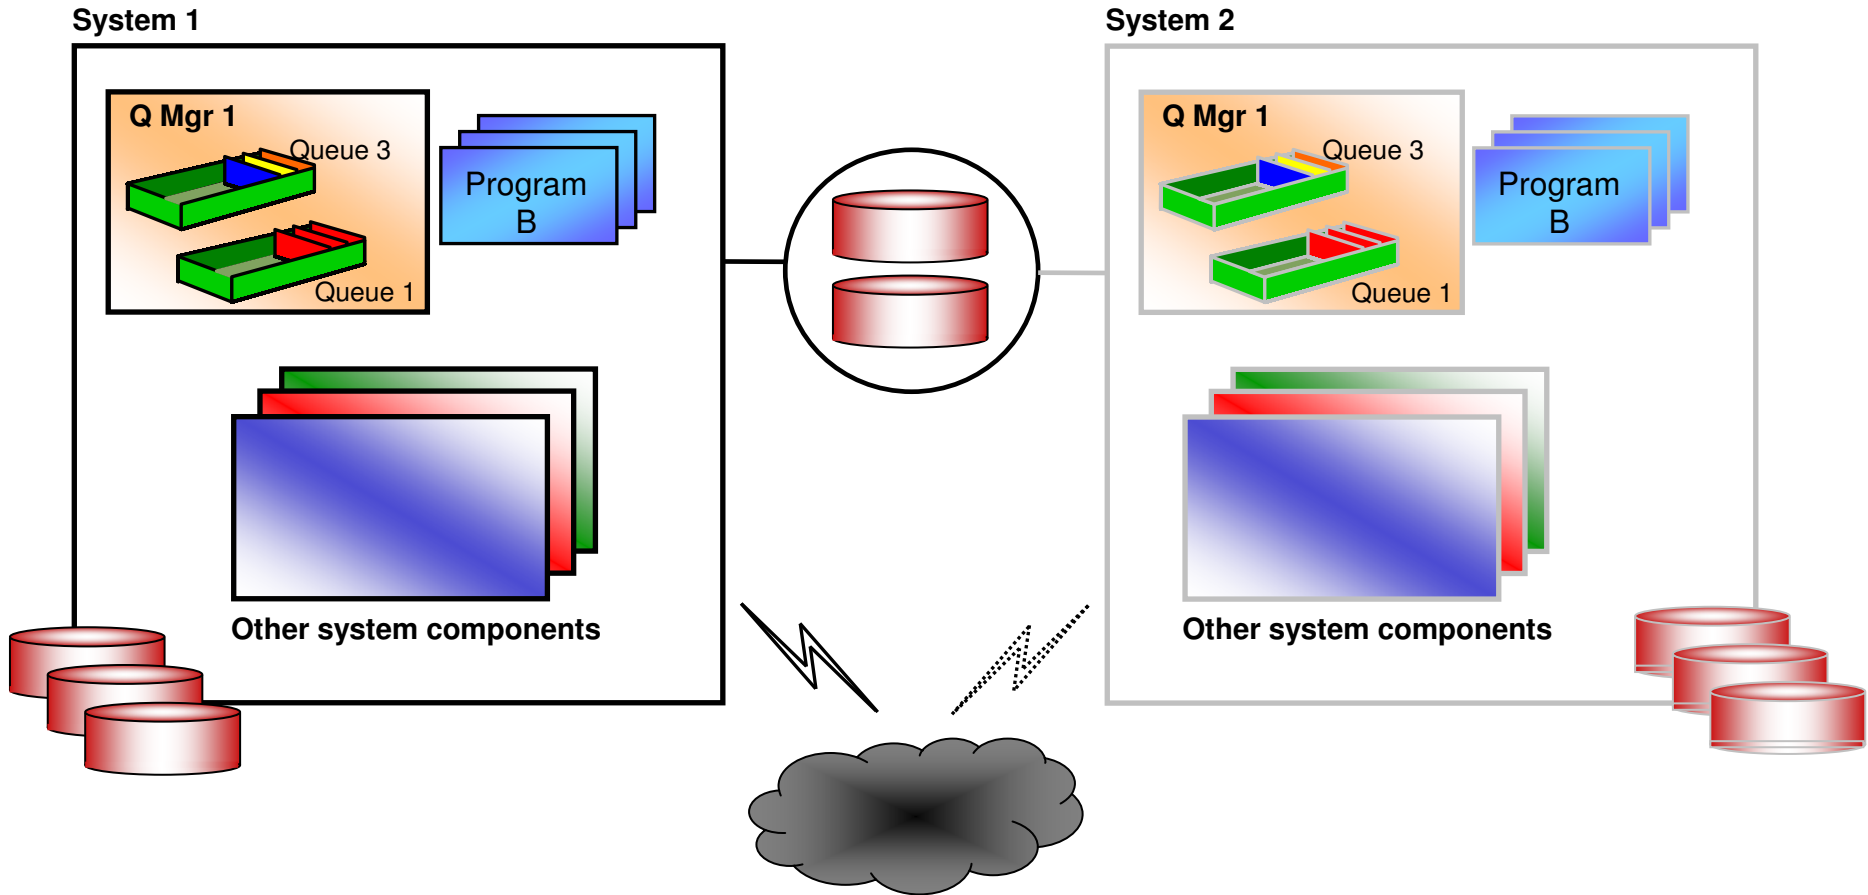 System 1
Q Mgr 1
Queue 3
Queue 1
Program
B
Other system components
System 2
Q Mgr 1
Queue 3
Queue 1
Program
B
Other system components